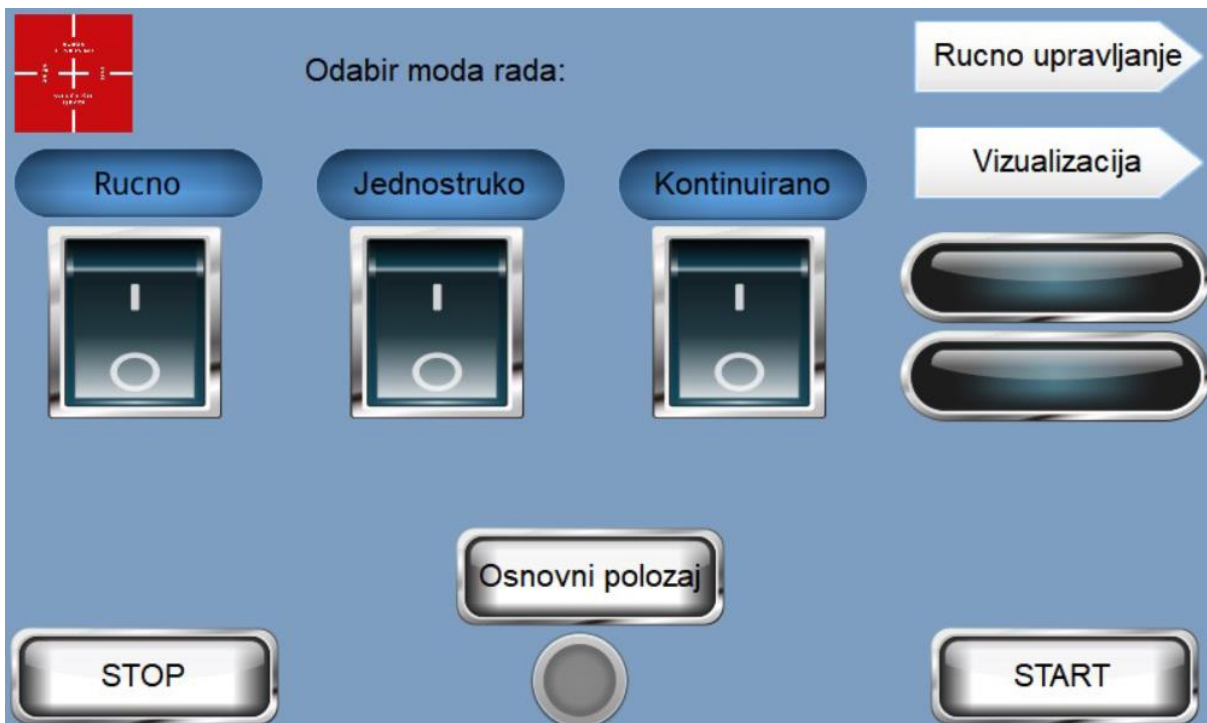 Odabir moda rada:
Rucno upravljanje
Vizualizacija
Rucno
Jednostruko
Kontinuirano
I
I
I
O
O
O
Osnovni polozaj
STOP
START